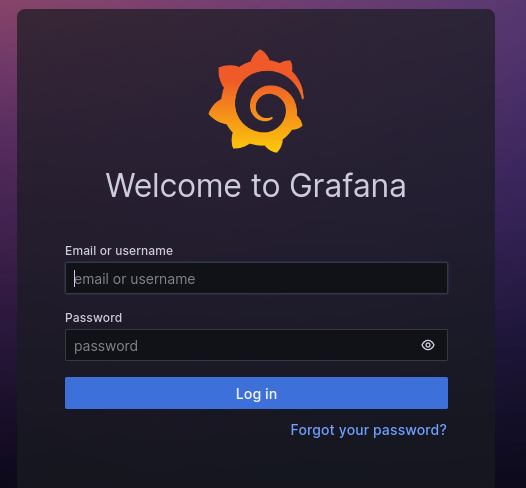 Welcome to Grafana
Email or username
email or username
Password
password
Log in
Forgot your password?